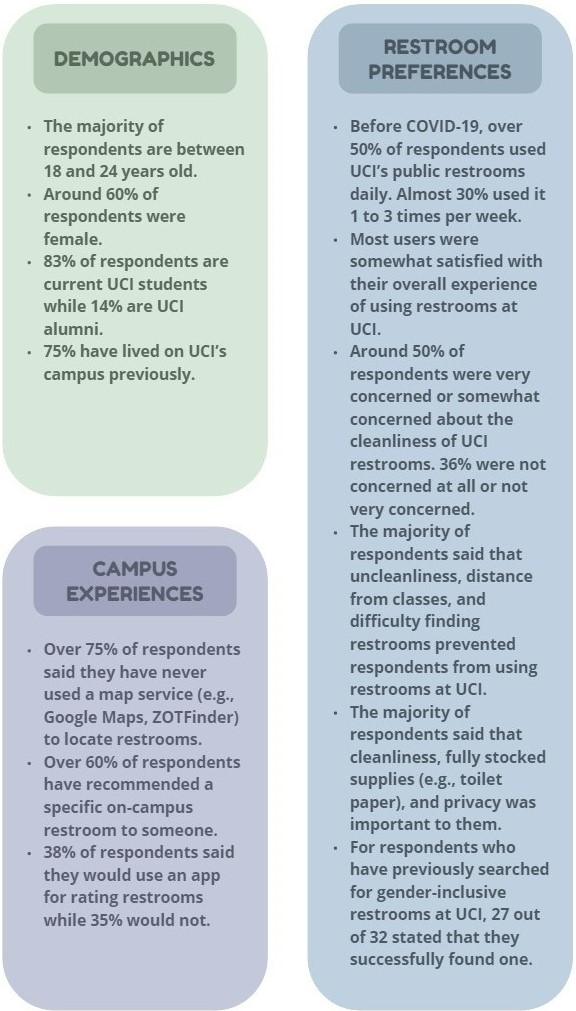 DEMOGRAPHICS
• The majority of
respondents are between
18 and 24 years old.
• Around 60% of
respondents were
female.
• 83% of respondents are
current UCI students
while 14% are UCI
alumni.
• 75% have lived on UCI's
campus previously.
CAMPUS
EXPERIENCES
• Over 75% of respondents
said they have never
used a map service (e.g.,
Google Maps, ZOTFinder)
to locate restrooms.
• Over 60% of respondents
have recommended a
specific on-campus
restroom to someone.
• 38% of respondents said
they would use an app
for rating restrooms
while 35% would not.
RESTROOM
PREFERENCES
• Before COVID-19, over
50% of respondents used
UCI's public restrooms
daily. Almost 30% used it
1 to 3 times per week.
• Most users were
somewhat satisfied with
their overall experience
of using restrooms at
UCI.
• Around 50% of
respondents were very
concerned or somewhat
concerned about the
cleanliness of UCI
restrooms. 36% were not
concerned at all or not
very concerned.
• The majority of
respondents said that
uncleanliness, distance
from classes, and
difficulty finding
restrooms prevented
respondents from using
restrooms at UCI.
• The majority of
respondents said that
cleanliness, fully stocked
supplies (e.g., toilet
paper), and privacy was
important to them.
• For respondents who
have previously searched
for gender-inclusive
restrooms at UCI, 27 out
of 32 stated that they
successfully found one.